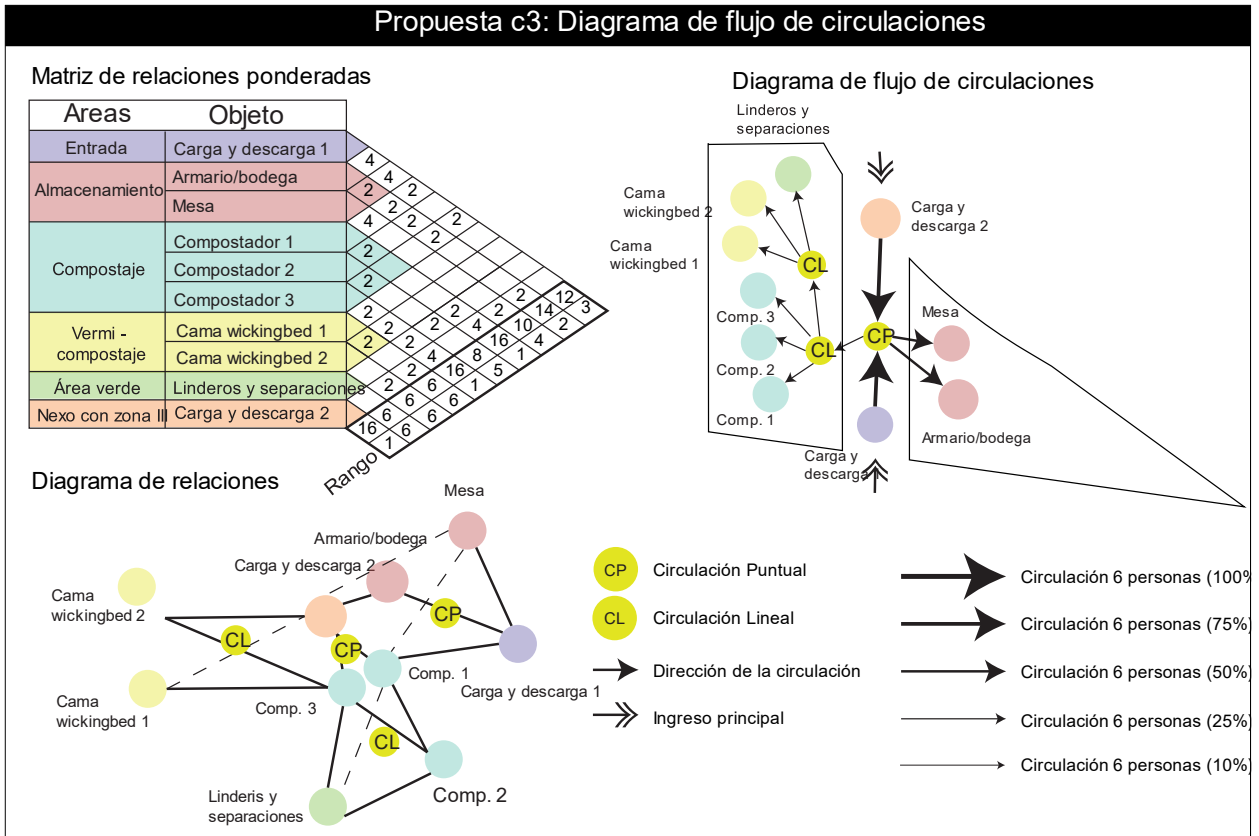 Propuesta c3: Diagrama de flujo de circulaciones
Matriz de relaciones ponderadas
Areas
Objeto
Entrada
Carga y descarga 1
Almacenamiento
Armario/bodega
Mesa
Compostaje
Compostador 1
Compostador 2
Compostador 3
Vermi -
compostaje
Cama wickingbed 1
Cama wickingbed 2
Área verde
Linderos y separaciones
Nexo con zona III
Carga y descarga 2
4
4
2
2
2
2
2
4
2
2
2
2
2
2
12
2
2
4
14
3
2
2
10
2
2
4
8
16
4
2
16
1
2
6
5
6
6
1
16
6
6
1
Rango
Diagrama de flujo de circulaciones
Linderos y
separaciones
Cama
wickingbed 2
Cama
wickingbed 1
Carga y
descarga 2
CL
Comp. 3
Mesa
CP
CL
Comp. 2
Comp. 1
Armario/bodega
Carga y
descarga 1
Diagrama de relaciones
Mesa
Armario/bodega
Carga y descarga 2
Cama
wickingbed 2
CP
CL
CP
Comp. 1
Carga y descarga 1
Cama
wickingbed 1
Comp. 3
CL
Comp. 2
Linderis y
separaciones
CP
Circulación Puntual
CL
Circulación Lineal
Dirección de la circulación
Ingreso principal
Circulación 6 personas (100%
Circulación 6 personas (75%)
Circulación 6 personas (50%)
Circulación 6 personas (25%)
Circulación 6 personas (10%)